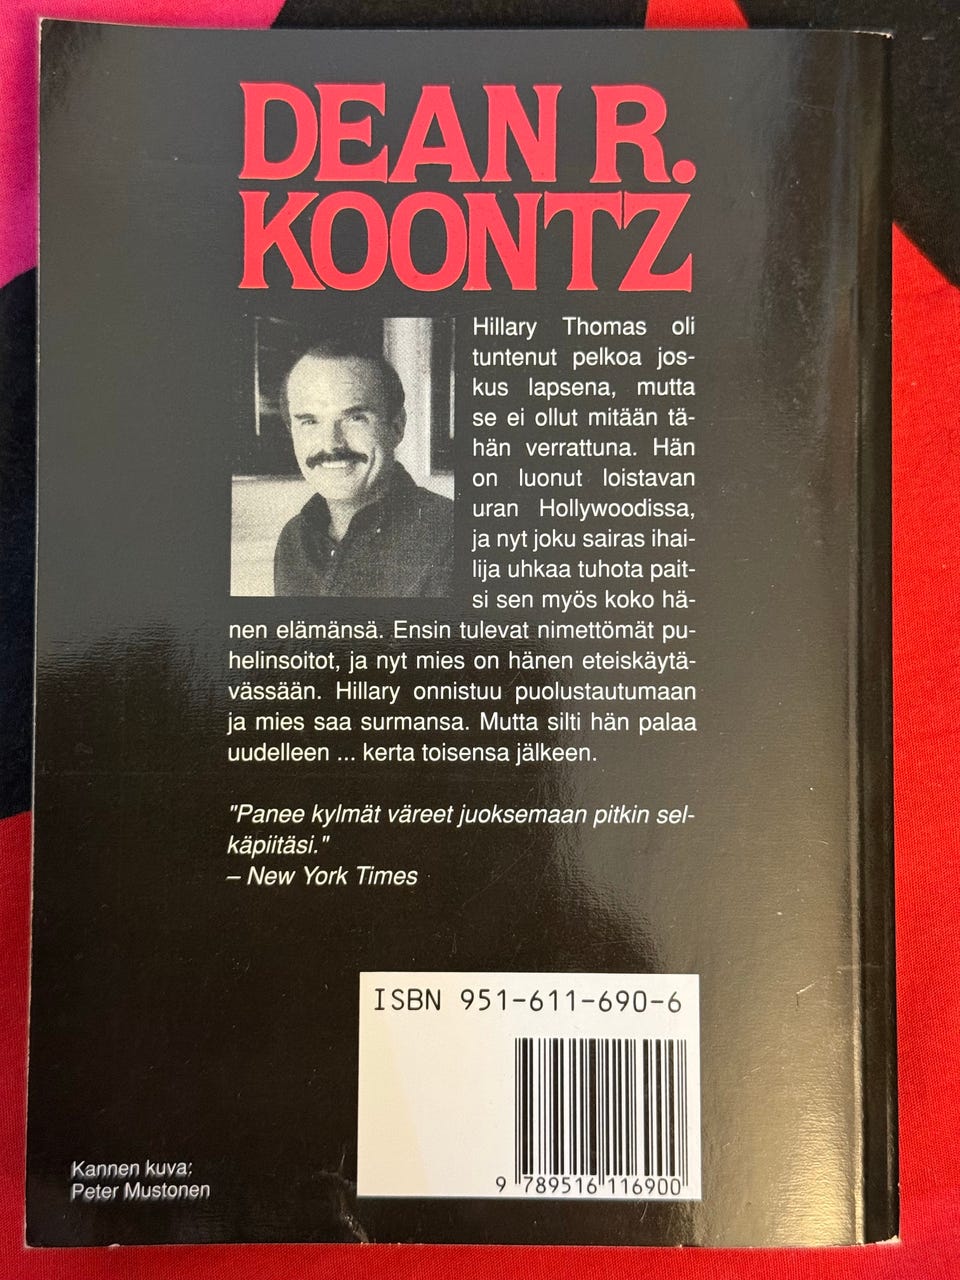 DEAN R.
KOONTZ
Hillary Thomas oli
tuntenut pelkoa jos-
kus lapsena, mutta
se ei ollut mitään tä-
hän verrattuna. Hän
on luonut loistavan
uran Hollywoodissa,
ja nyt joku sairas ihai-
lija uhkaa tuhota pait-
si sen myös koko hä-
nen elämänsä. Ensin tulevat nimettömät pu-
helinsoitot, ja nyt mies on hänen eteiskäytä-
vässään. Hillary onnistuu puolustautumaan
ja mies saa surmansa. Mutta silti hän palaa
uudelleen ... kerta toisensa jälkeen.
"Panee kylmät väreet juoksemaan pitkin sel-
käpiitäsi."
– New York Times
ISBN 951-611-690-6
9 789516 116900
Kannen kuva:
Peter Mustonen